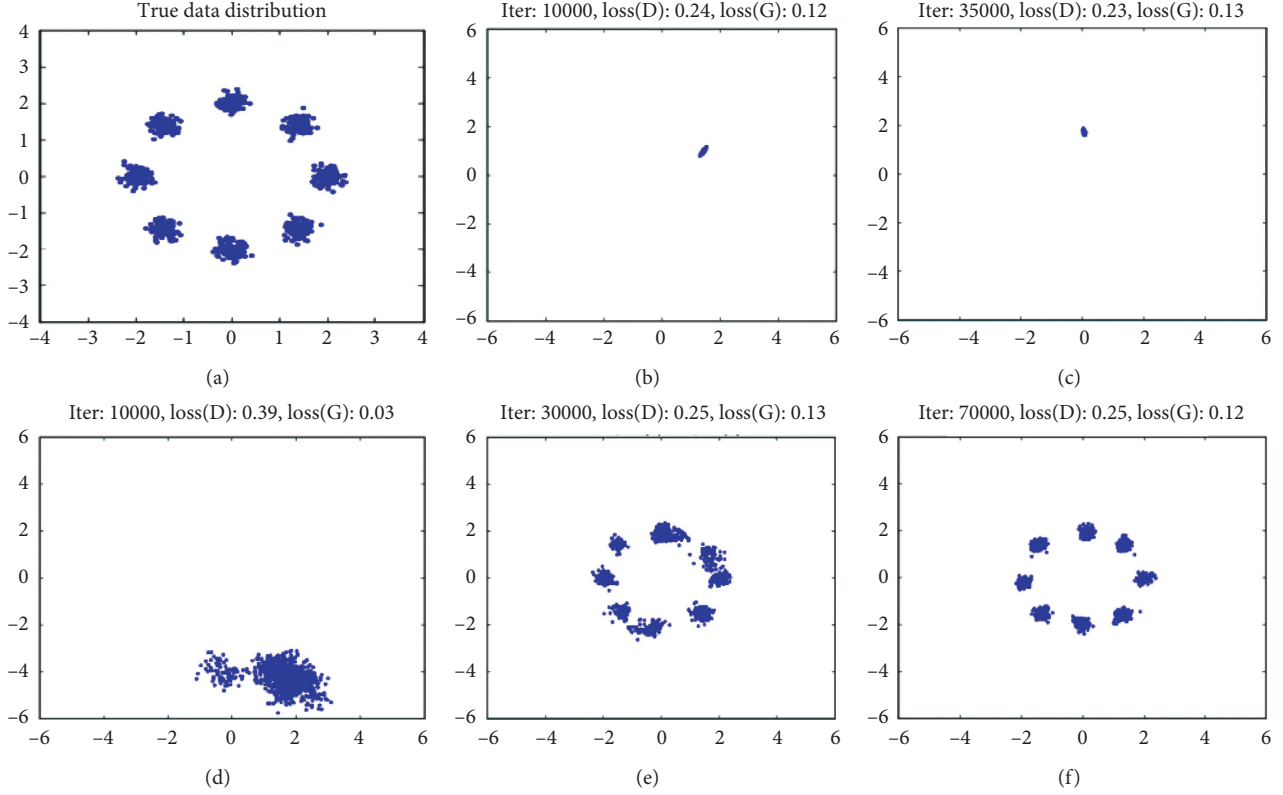 True data distribution
4
3
2
1
0
−1
−2
−3
−4
−4 −3 −2 −1 0 1 2 3 4
(a)
Iter: 10000, loss(D): 0.24, loss(G): 0.12
6
4
2
0
−2
−4
−6
−6 −4 −2 0 2 4 6
(b)
Iter: 35000, loss(D): 0.23, loss(G): 0.13
6
4
2
0
−2
−4
−6
−6 −4 −2 0 2 4 6
(c)
Iter: 10000, loss(D): 0.39, loss(G): 0.03
6
4
2
0
−2
−4
−6
−6 −4 −2 0 2 4 6
(d)
Iter: 30000, loss(D): 0.25, loss(G): 0.13
6
4
2
0
−2
−4
−6
−6 −4 −2 0 2 4 6
(e)
Iter: 70000, loss(D): 0.25, loss(G): 0.12
6
4
2
0
−2
−4
−6
−6 −4 −2 0 2 4 6
(f)